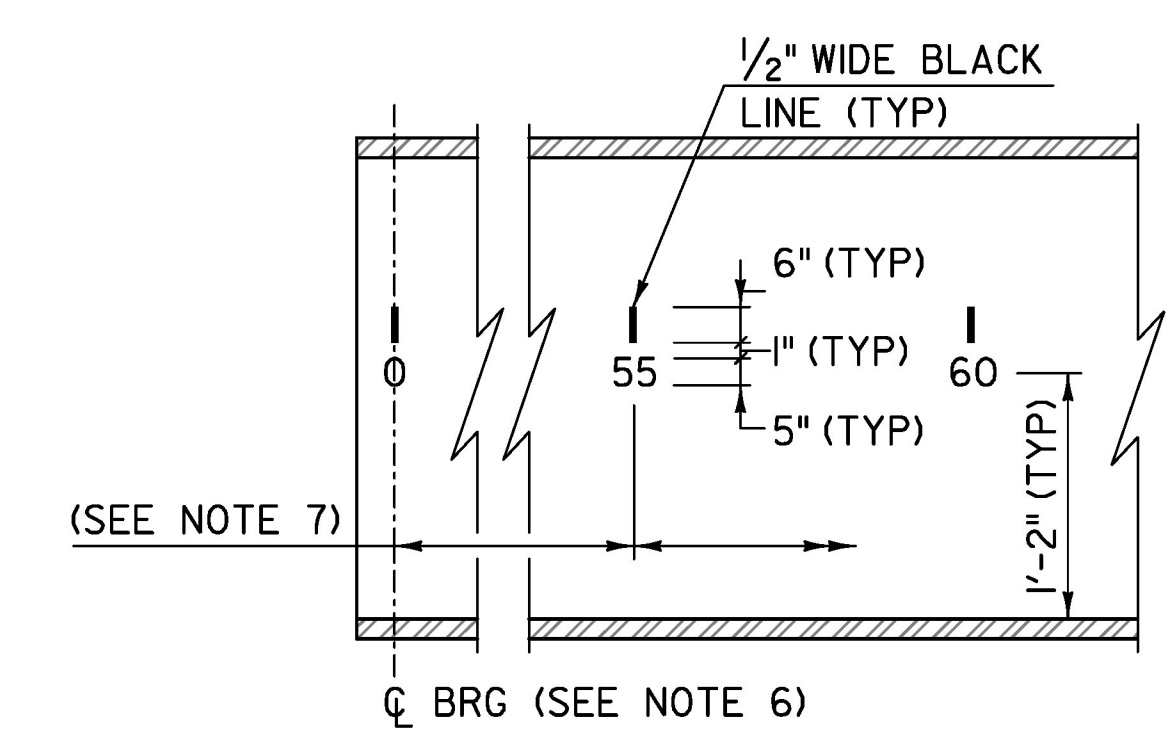 1/2" WIDE BLACK
LINE (TYP)
6" (TYP)
1" (TYP)
5" (TYP)
0
55
60
1'-2" (TYP)
(SEE NOTE 7)
℄ BRG (SEE NOTE 6)